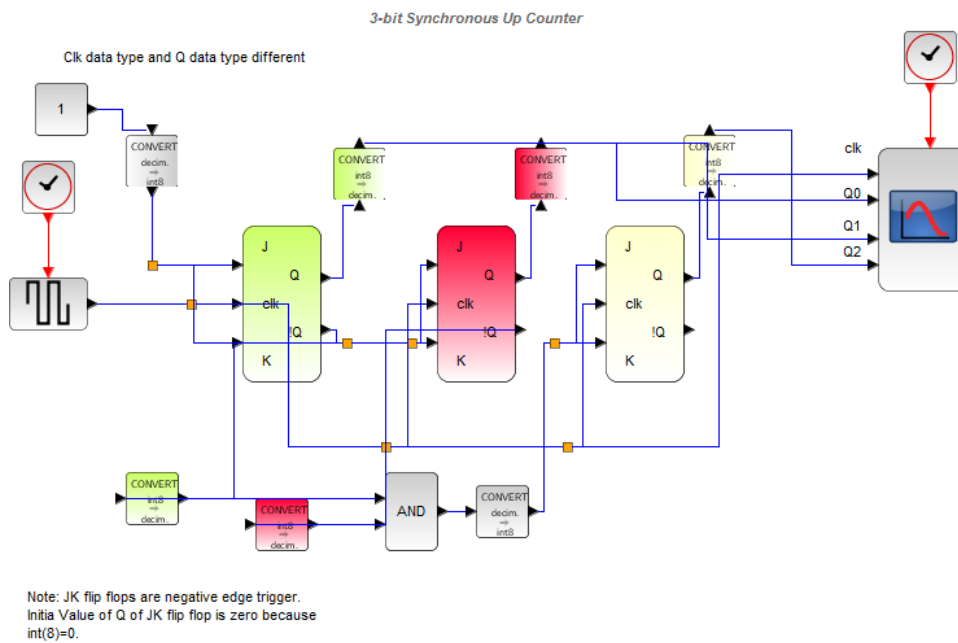 3-bit Synchronous Up Counter
Clk data type and Q data type different
1
CONVERT
decim.
int8
CONVERT
int8
decim.
CONVERT
int8
decim.
CONVERT
int8
decim.
clk
Q0
Q1
Q2
J
Q
clk
!Q
K
J
Q
clk
!Q
K
J
Q
clk
!Q
K
CONVERT
int8
decim.
CONVERT
int8
decim.
AND
CONVERT
decim.
int8
Note: JK flip flops are negative edge trigger.
Initia Value of Q of JK flip flop is zero because
int(8)=0.